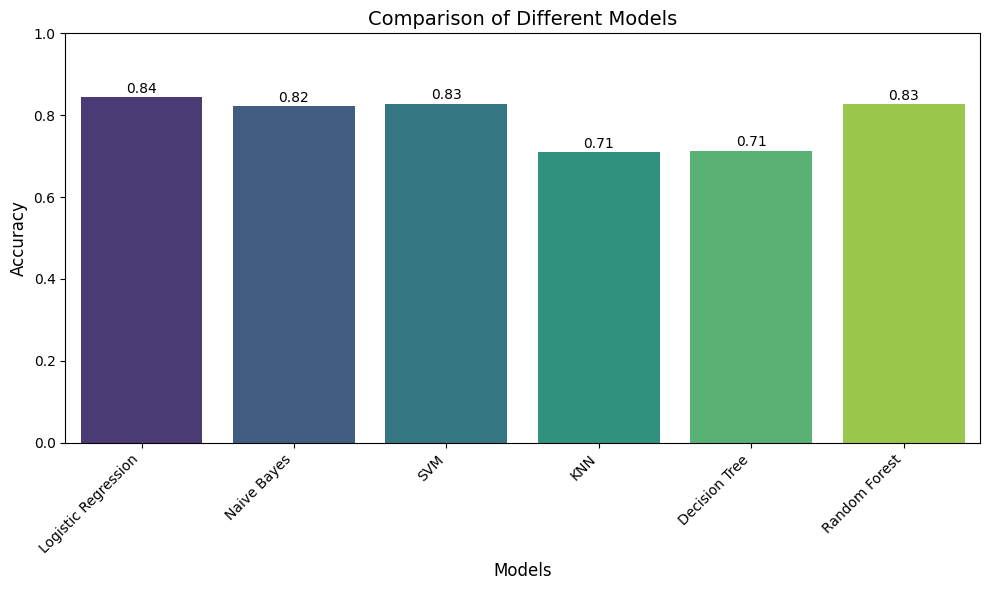 Comparison of Different Models
1.0
0.8
0.6
0.4
0.2
0.0
Accuracy
0.84
0.82
0.83
0.71
0.71
0.83
Logistic Regression
Naive Bayes
SVM
KNN
Decision Tree
Random Forest
Models